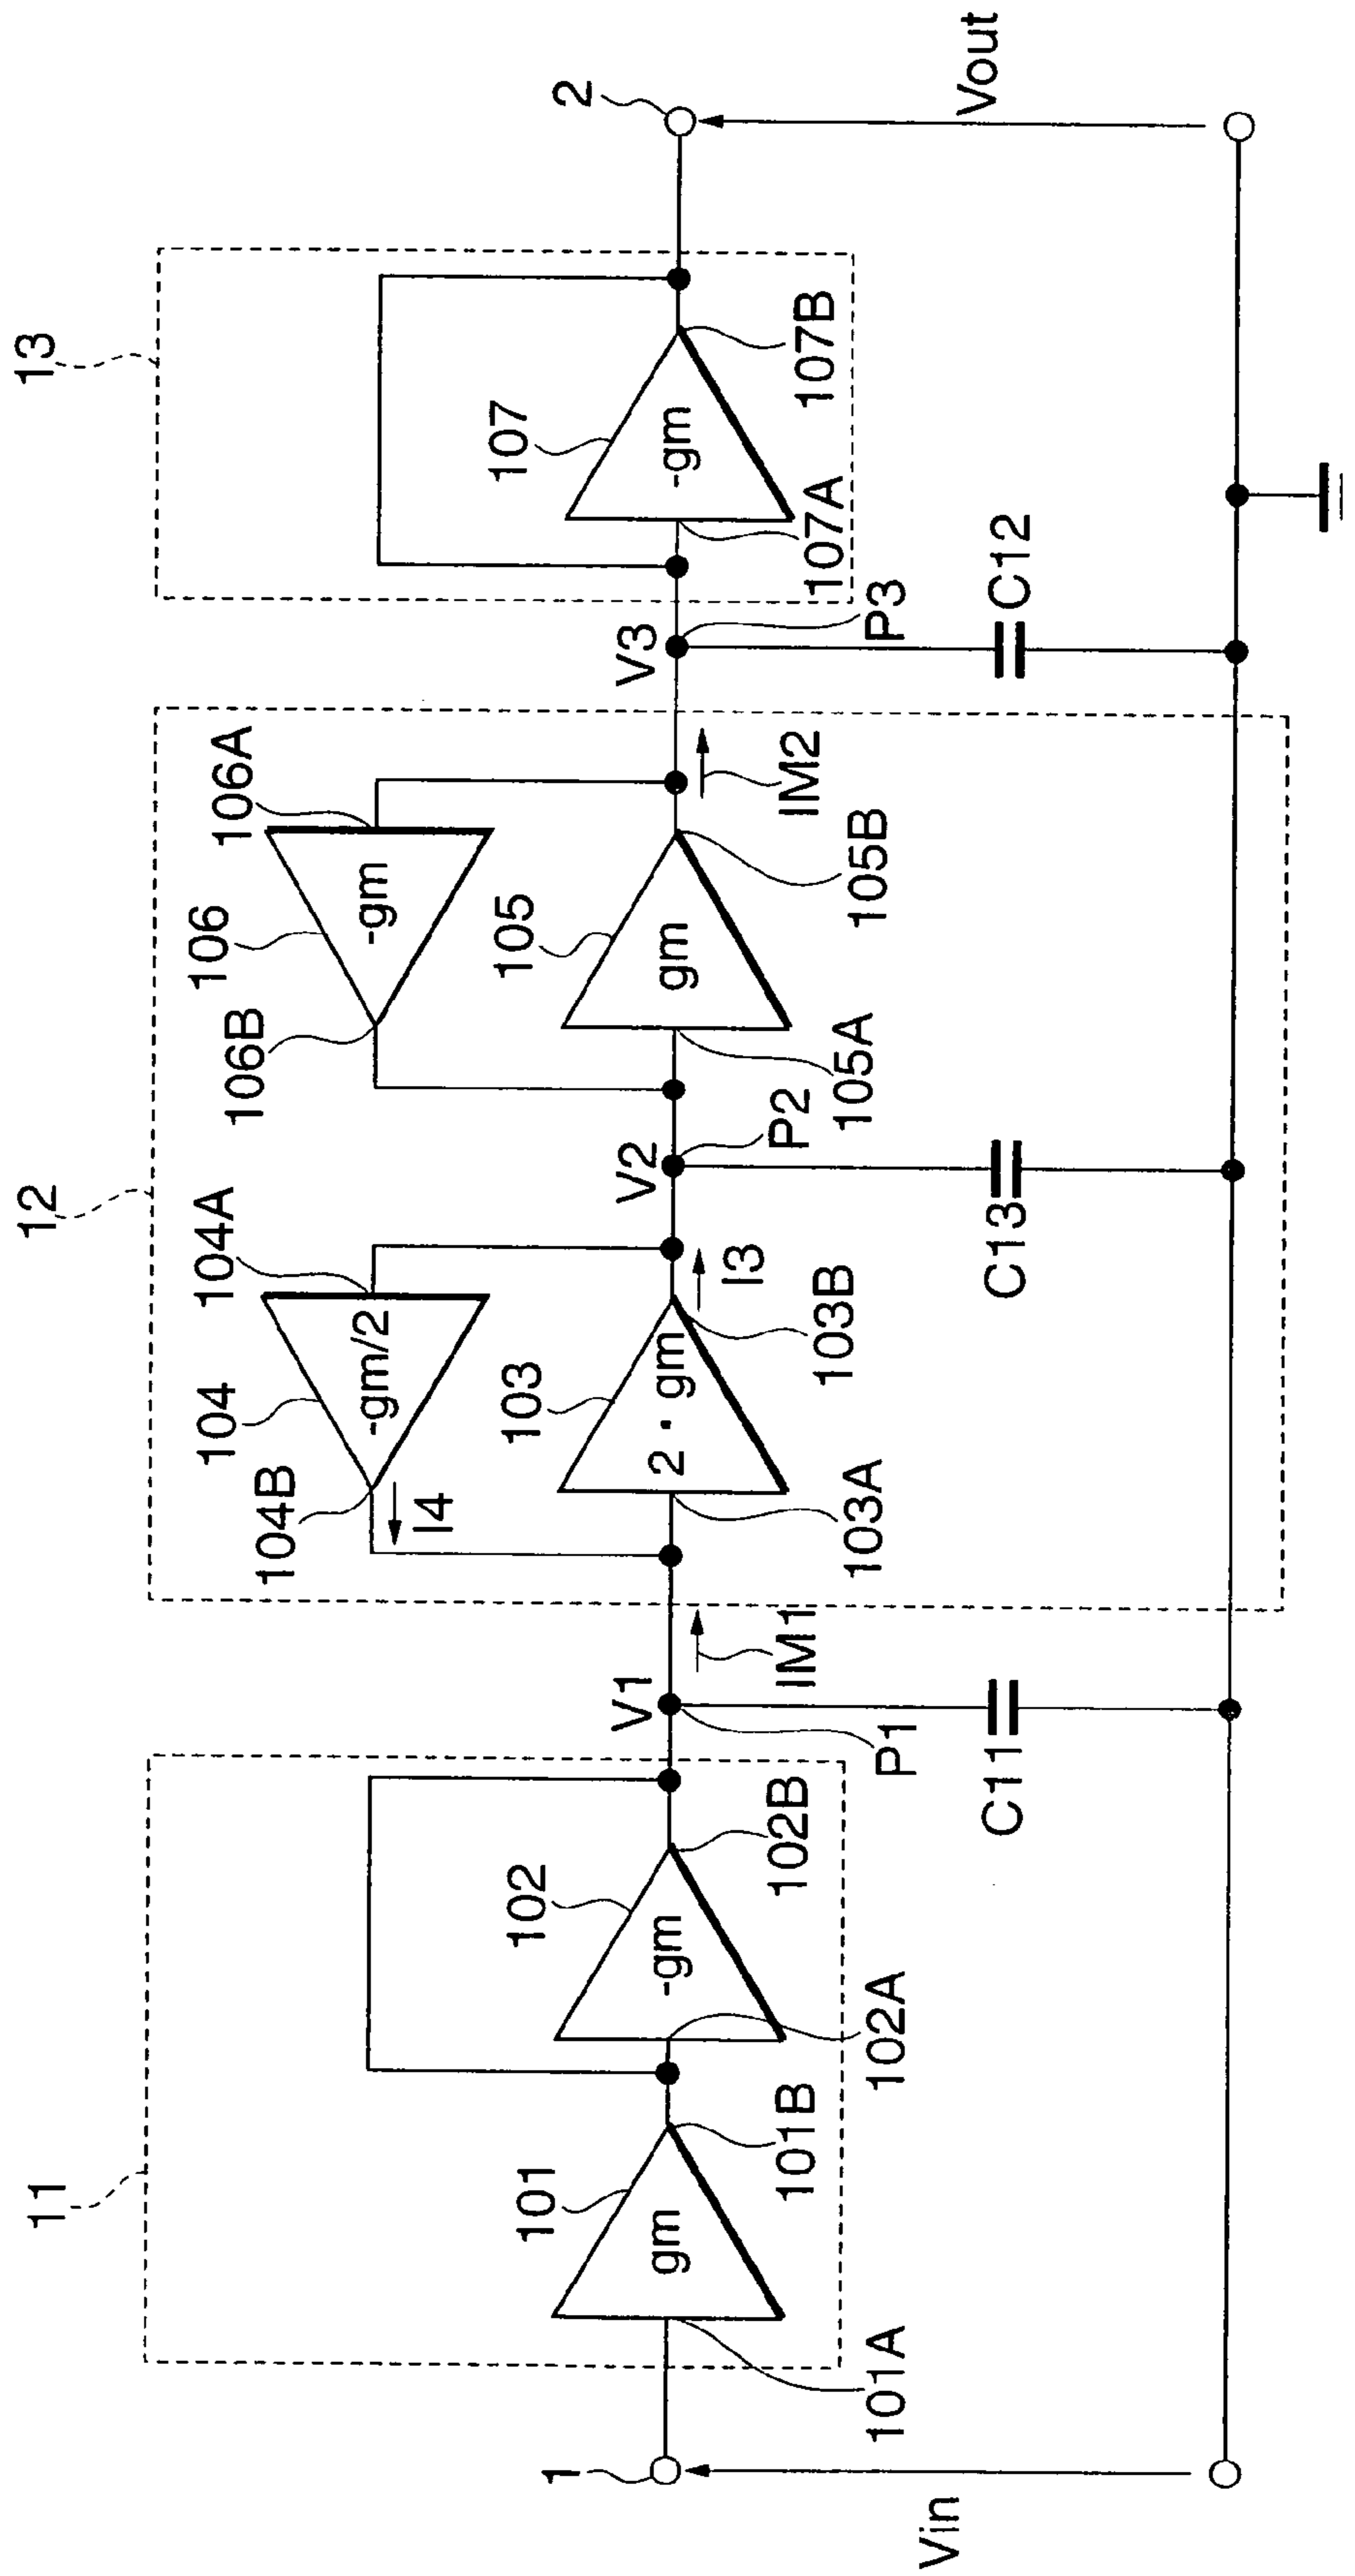 11
12
13
101
gm
101A
101B
102
-gm
102A
102B
V1
P1
C11
IM1
104B
I4
104
-gm/2
104A
103
2・gm
103A
103B
I3
V2
P2
C13
106B
106
-gm
106A
105
gm
105A
105B
IM2
V3
P3
C12
107
-gm
107A
107B
1
Vin
2
Vout